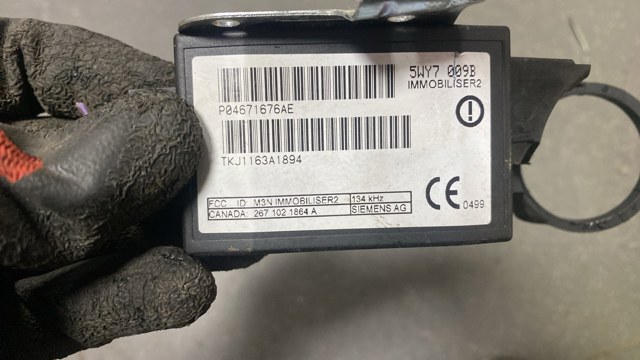 5WY7 009B
IMMOBILISER2
P04671676AE
TKJ1163A1894
FCC ID: M3N IMMOBILISER2 134 kHz
CANADA: 267 102 1864 A SIEMENS AG
CE 0499